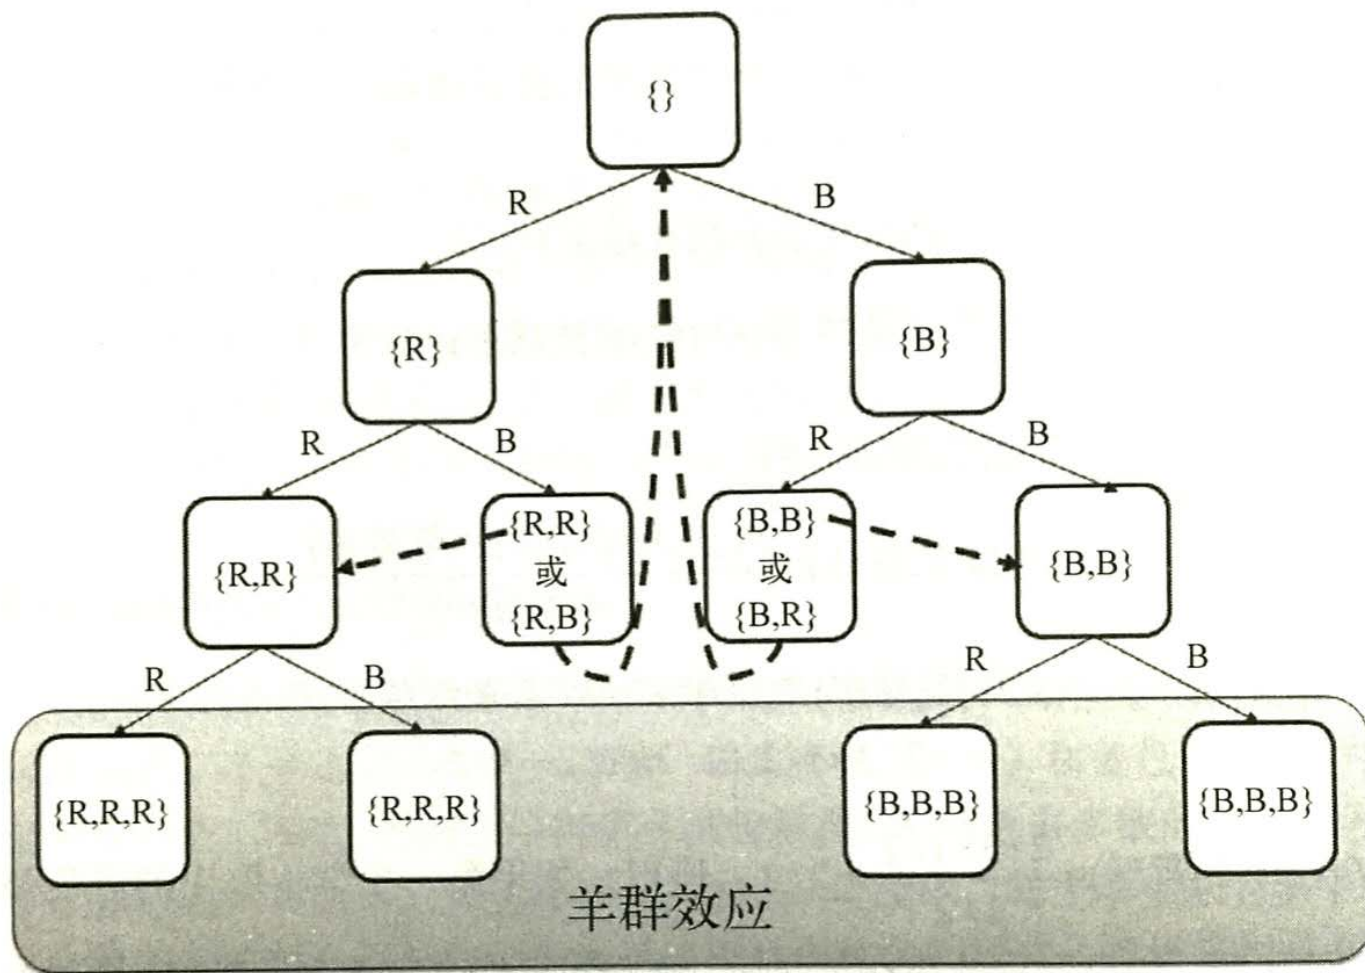 {}
R
B
{R}
{B}
R
B
R
B
{R,R}
{R,R}
或
{R,B}
{B,B}
或
{B,R}
{B,B}
R
B
R
B
{R,R,R}
{R,R,R}
{B,B,B}
{B,B,B}
羊群效应